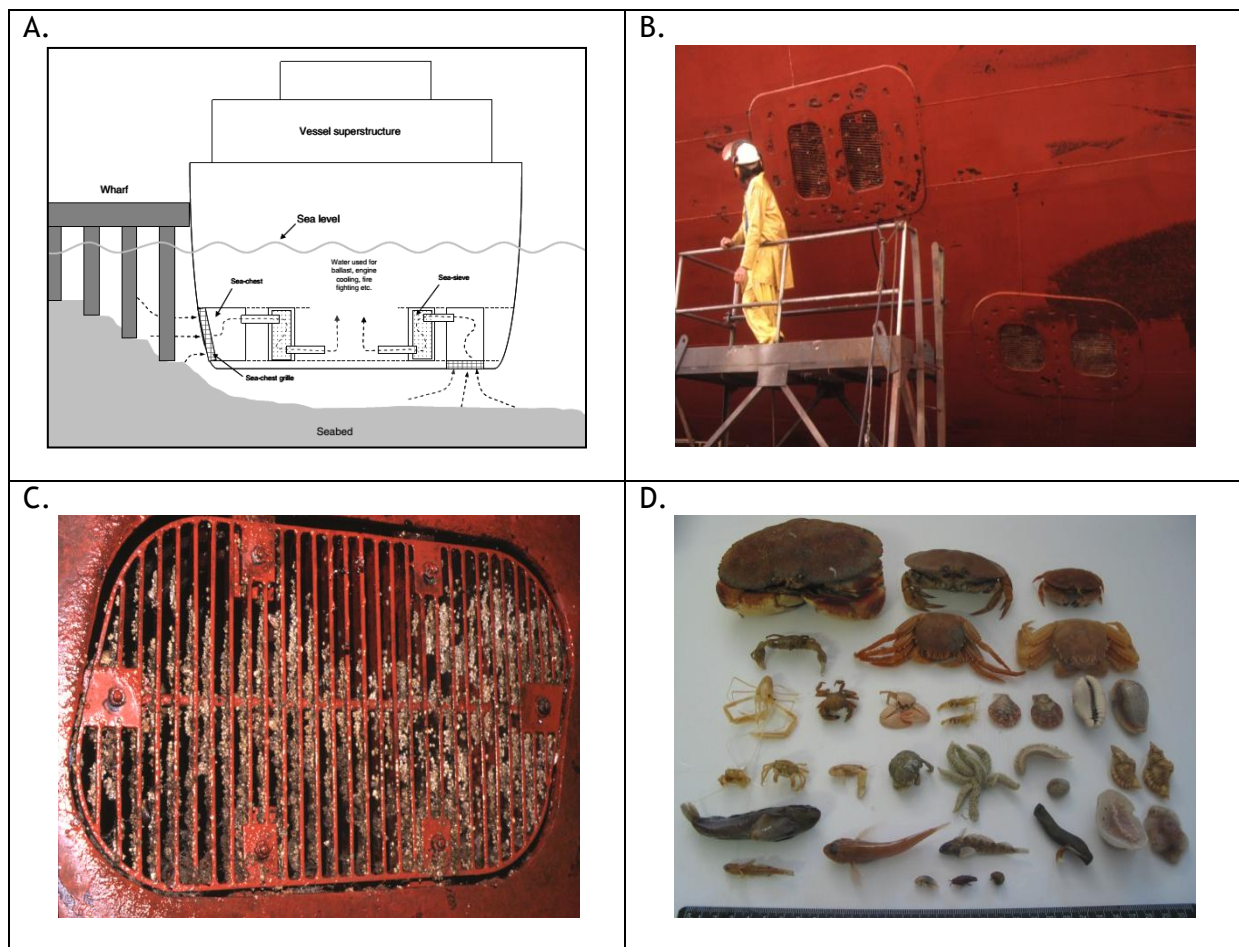 A.
Vessel superstructure
Wharf
Sea level
Water used for
ballast, engine
cooling, fire
fighting etc.
Sea-chest
Sea-sieve
Sea-chest grille
Seabed
B.
C.
D.